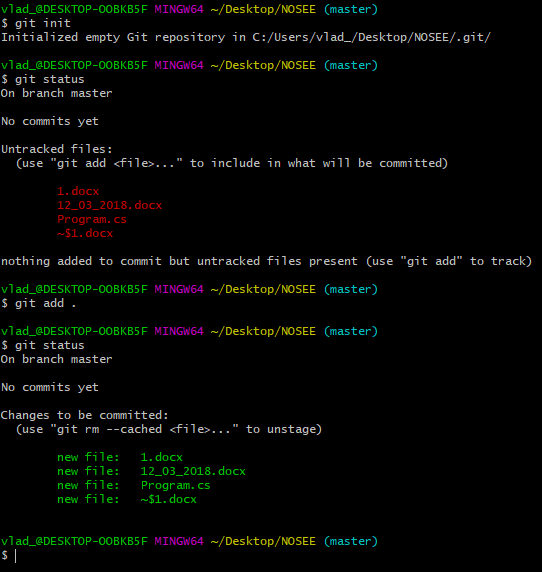 vlad_@DESKTOP-OOBKB5F MINGW64 ~/Desktop/NOSEE (master)
$ git init
Initialized empty Git repository in C:/Users/vlad_/Desktop/NOSEE/.git/
vlad_@DESKTOP-OOBKB5F MINGW64 ~/Desktop/NOSEE (master)
$ git status
On branch master
No commits yet
Untracked files:
  (use "git add <file>..." to include in what will be committed)
        1.docx
        12_03_2018.docx
        Program.cs
        ~$1.docx
nothing added to commit but untracked files present (use "git add" to track)
vlad_@DESKTOP-OOBKB5F MINGW64 ~/Desktop/NOSEE (master)
$ git add .
vlad_@DESKTOP-OOBKB5F MINGW64 ~/Desktop/NOSEE (master)
$ git status
On branch master
No commits yet
Changes to be committed:
  (use "git rm --cached <file>..." to unstage)
        new file:   1.docx
        new file:   12_03_2018.docx
        new file:   Program.cs
        new file:   ~$1.docx
vlad_@DESKTOP-OOBKB5F MINGW64 ~/Desktop/NOSEE (master)
$